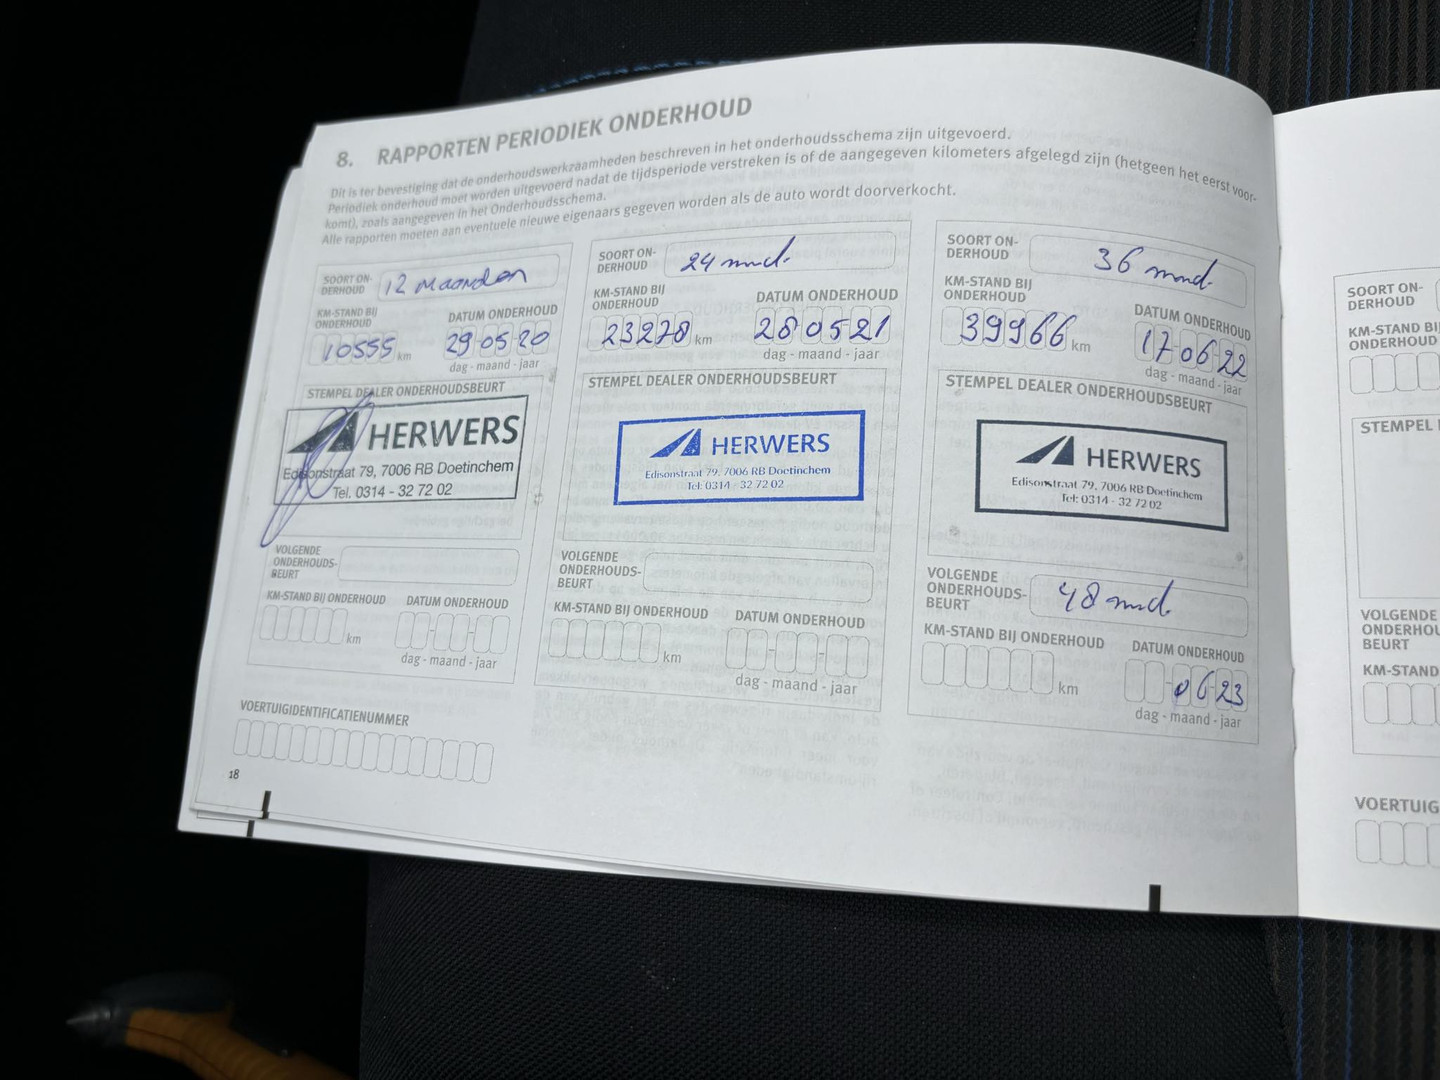 8. RAPPORTEN PERIODIEK ONDERHOUD
Dit is ter bevestiging dat de onderhoudswerkzaamheden beschreven in het onderhoudsschema zijn uitgevoerd.
Periodiek onderhoud moet worden uitgevoerd nadat de tijdsperiode verstreken is of de aangegeven kilometers afgelegd zijn (hetgeen het eerst voor-
komt), zoals aangegeven in het Onderhoudsschema.
Alle rapporten moeten aan eventuele nieuwe eigenaars gegeven worden als de auto wordt doorverkocht.
SOORT ON-
DERHOUD
12 maanden
KM-STAND BIJ
ONDERHOUD
DATUM ONDERHOUD
10555 km
29-05-20
dag - maand - jaar
STEMPEL DEALER ONDERHOUDSBEURT
HERWERS
Edisonstraat 79, 7006 RB Doetinchem
Tel. 0314 - 32 72 02
VOLGENDE
ONDERHOUDS-
BEURT
KM-STAND BIJ ONDERHOUD
DATUM ONDERHOUD
km
dag - maand - jaar
VOERTUIGIDENTIFICATIENUMMER
18
SOORT ON-
DERHOUD
24 mnd.
KM-STAND BIJ
ONDERHOUD
DATUM ONDERHOUD
23278 km
28-05-21
dag - maand - jaar
STEMPEL DEALER ONDERHOUDSBEURT
HERWERS
Edisonstraat 79, 7006 RB Doetinchem
Tel: 0314 - 32 72 02
VOLGENDE
ONDERHOUDS-
BEURT
KM-STAND BIJ ONDERHOUD
DATUM ONDERHOUD
km
dag - maand - jaar
SOORT ON-
DERHOUD
36 mnd.
KM-STAND BIJ
ONDERHOUD
DATUM ONDERHOUD
39966 km
17-06-22
dag - maand - jaar
STEMPEL DEALER ONDERHOUDSBEURT
HERWERS
Edisonstraat 79, 7006 RB Doetinchem
Tel: 0314 - 32 72 02
VOLGENDE
ONDERHOUDS-
BEURT
48 mnd.
KM-STAND BIJ ONDERHOUD
DATUM ONDERHOUD
km
06-23
dag - maand - jaar
SOORT ON-
DERHOUD
KM-STAND BIJ
ONDERHOUD
STEMPEL
VOLGENDE
ONDERHOU
BEURT
KM-STAND
VOERTUIG